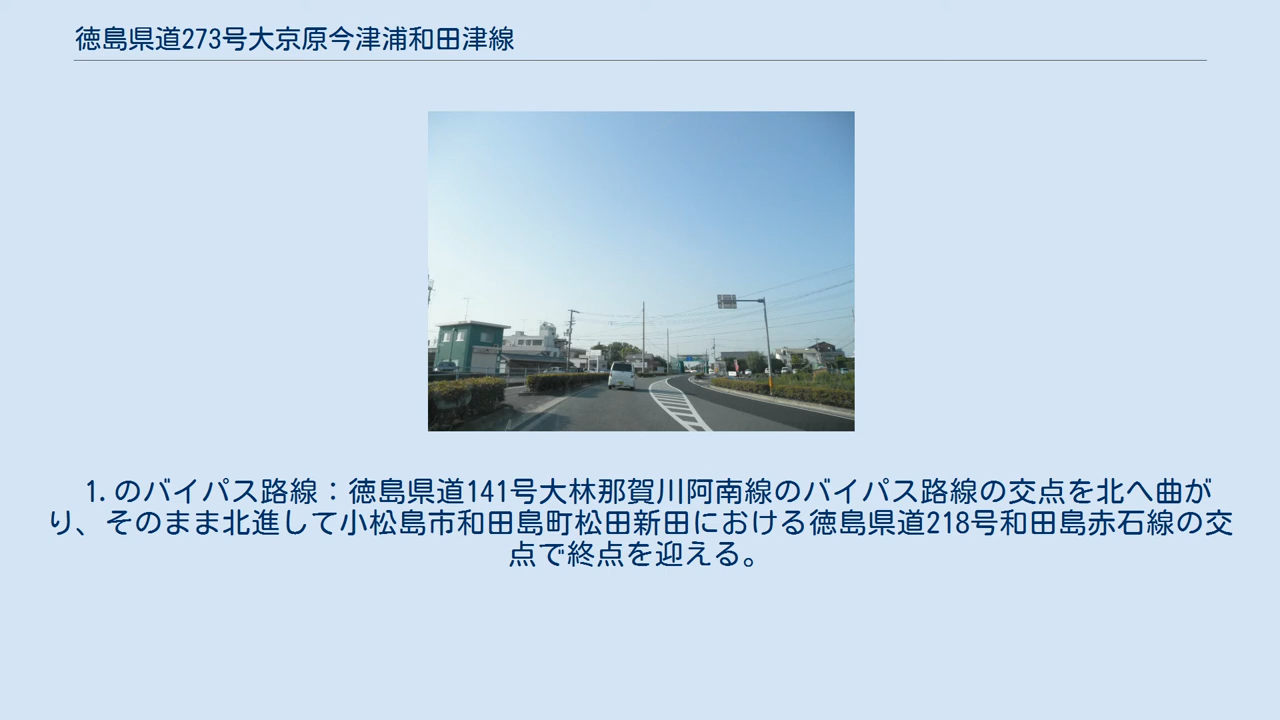 徳島県道273号大京原今津浦和田津線
1.のバイパス路線：徳島県道141号大林那賀川阿南線のバイパス路線の交点を北へ曲が
り、そのまま北進して小松島市和田島町松田新田における徳島県道218号和田島赤石線の交
点で終点を迎える。